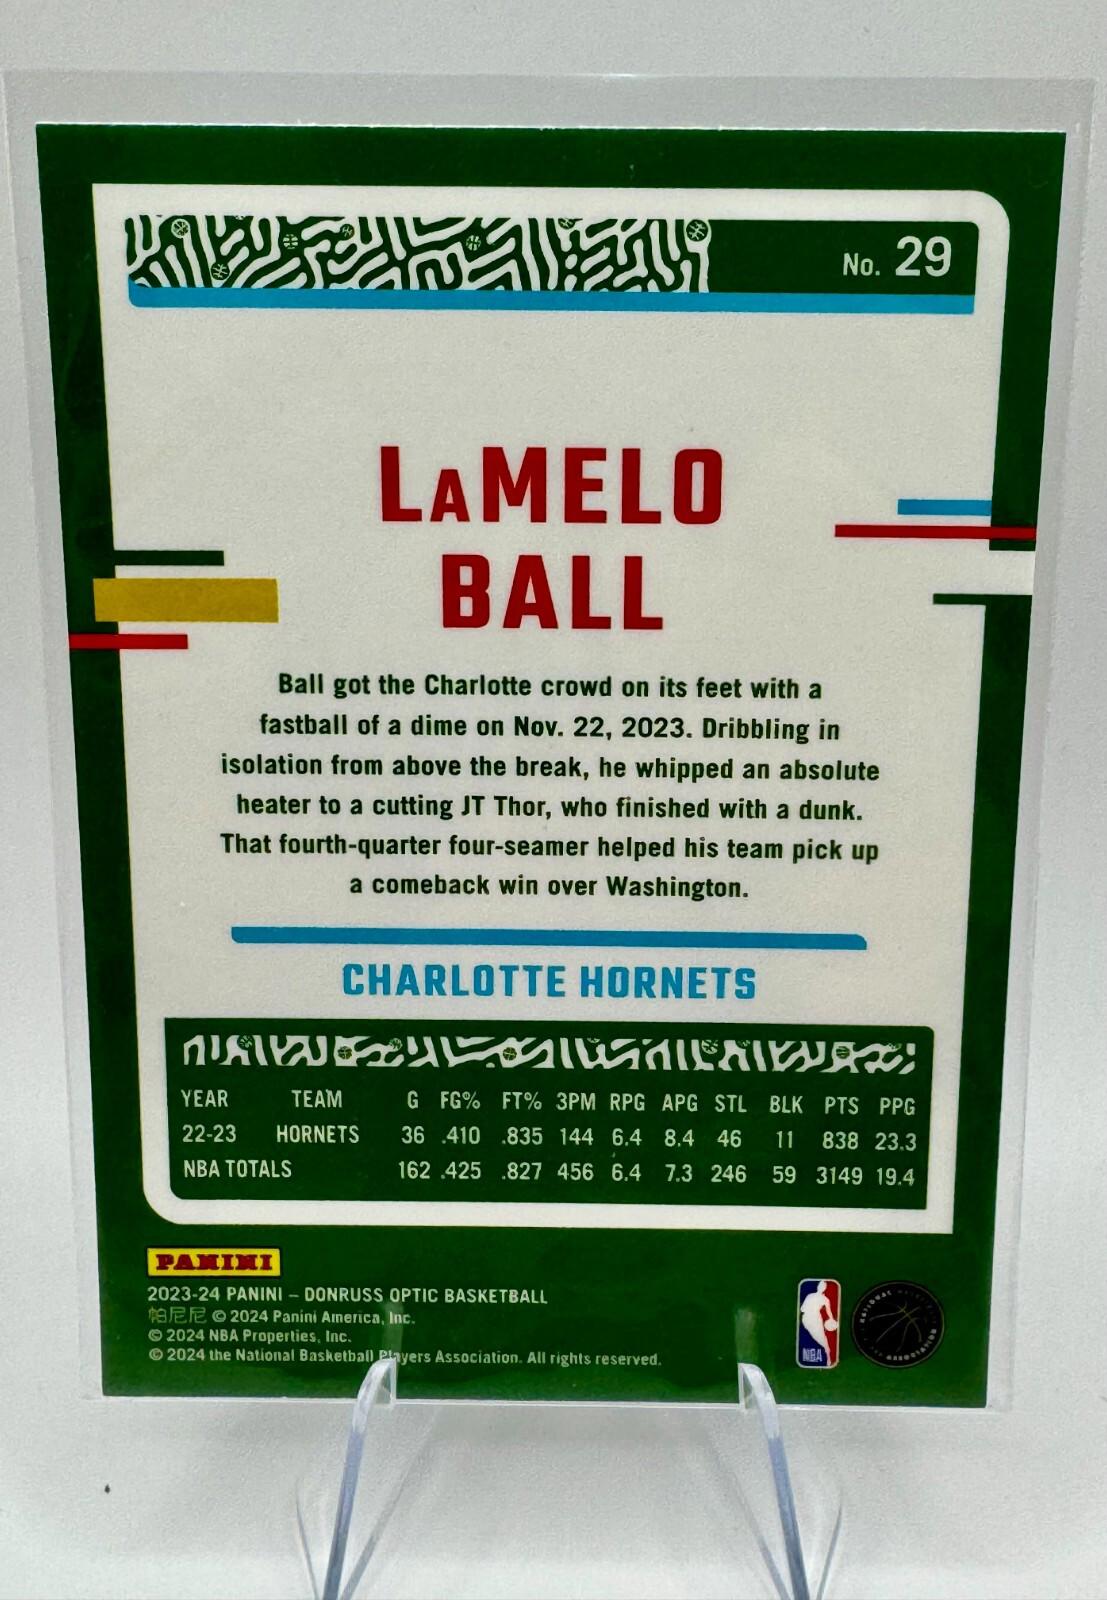 No. 29
LaMELO
BALL
Ball got the Charlotte crowd on its feet with a
fastball of a dime on Nov. 22, 2023. Dribbling in
isolation from above the break, he whipped an absolute
heater to a cutting JT Thor, who finished with a dunk.
That fourth-quarter four-seamer helped his team pick up
a comeback win over Washington.
CHARLOTTE HORNETS
YEAR TEAM G FG% FT% 3PM RPG APG STL BLK PTS PPG
22-23 HORNETS 36 .410 .835 144 6.4 8.4 46 11 838 23.3
NBA TOTALS 162 .425 .827 456 6.4 7.3 246 59 3149 19.4
PANINI
2023-24 PANINI – DONRUSS OPTIC BASKETBALL
帕尼尼 © 2024 Panini America, Inc.
© 2024 NBA Properties, Inc.
© 2024 the National Basketball Players Association. All rights reserved.
NBA
NATIONAL BASKETBALL
ASSOCIATION